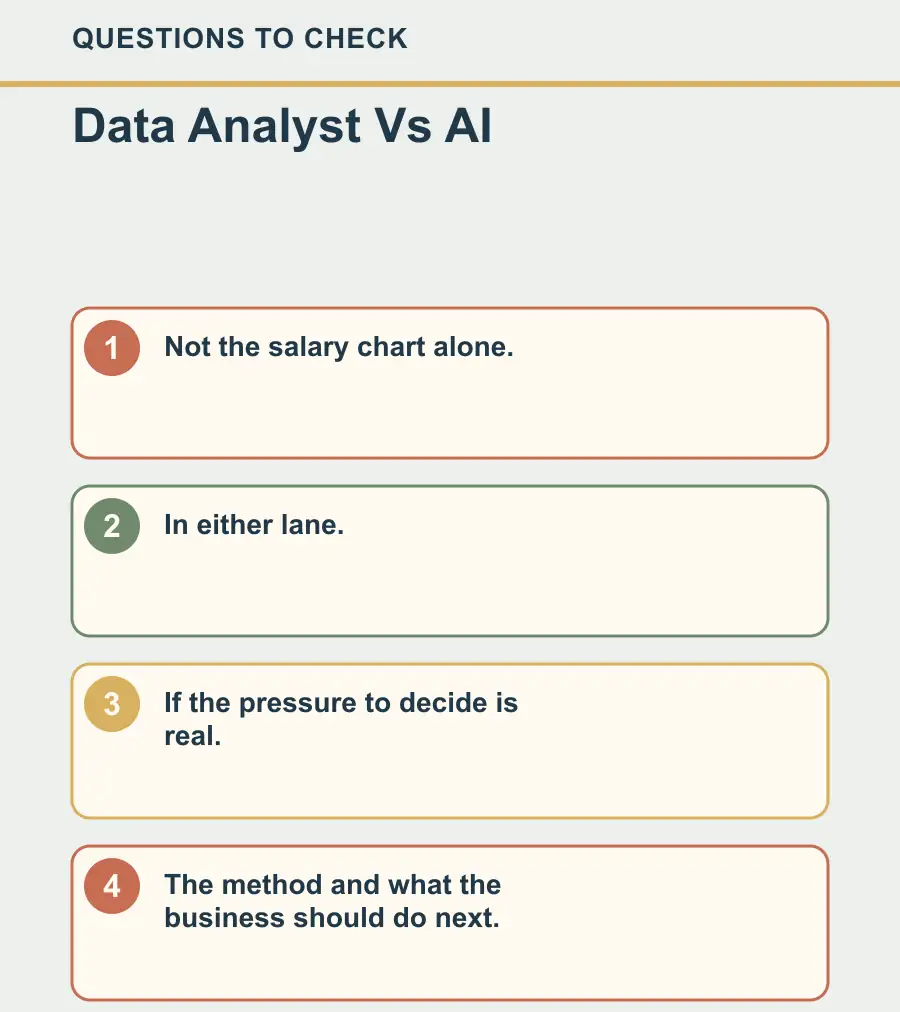 QUESTIONS TO CHECK
Data Analyst Vs AI
1
Not the salary chart alone.
2
In either lane.
3
If the pressure to decide is
real.
4
The method and what the
business should do next.